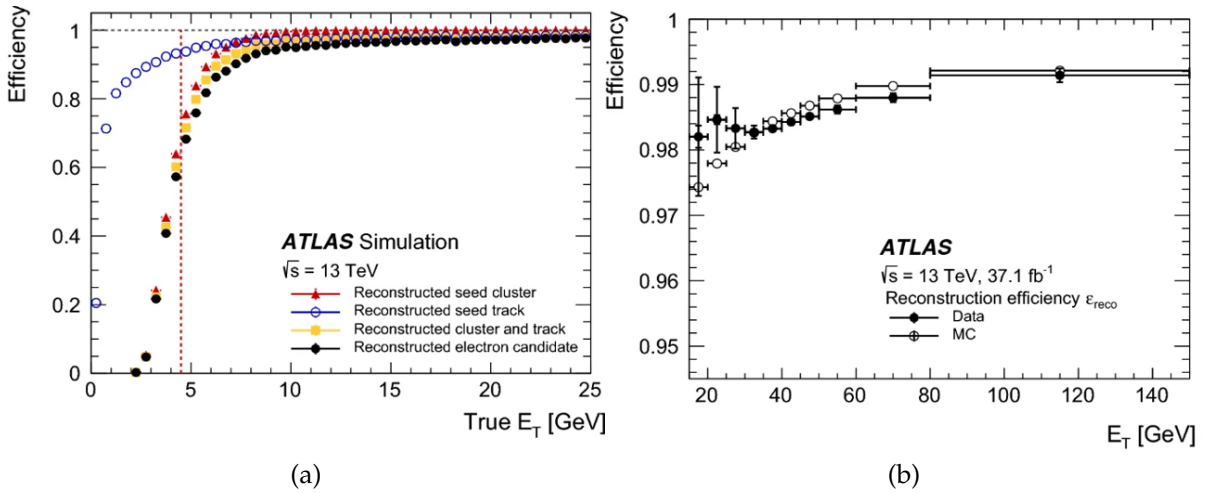 Efficiency
1
0.8
0.6
0.4
0.2
0
0 5 10 15 20 25
True E_T [GeV]
ATLAS Simulation
√s = 13 TeV
Reconstructed seed cluster
Reconstructed seed track
Reconstructed cluster and track
Reconstructed electron candidate
(a)
Efficiency
1
0.99
0.98
0.97
0.96
0.95
20 40 60 80 100 120 140
E_T [GeV]
ATLAS
√s = 13 TeV, 37.1 fb⁻¹
Reconstruction efficiency ε_reco
Data
MC
(b)